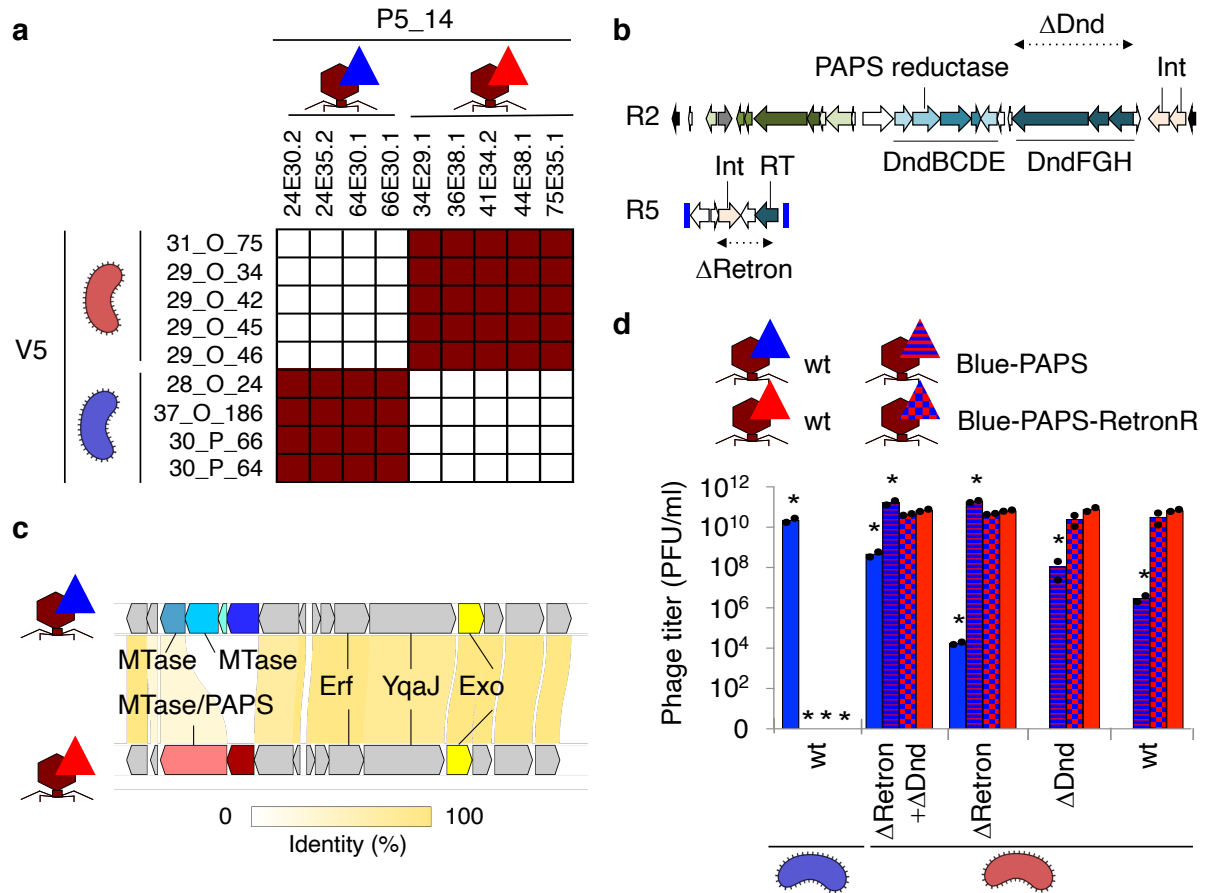 a
P5_14
24E30.2
24E35.2
64E30.1
66E30.1
34E29.1
36E38.1
41E34.2
44E38.1
75E35.1
V5
31_O_75
29_O_34
29_O_42
29_O_45
29_O_46
28_O_24
37_O_186
30_P_66
30_P_64
b
ΔDnd
PAPS reductase
Int
R2
DndBCDE
DndFGH
Int RT
R5
ΔRetron
c
MTase MTase
MTase/PAPS
Erf YqaJ Exo
0 100
Identity (%)
d
wt Blue-PAPS
wt Blue-PAPS-RetronR
Phage titer (PFU/ml)
10¹²
10¹⁰
10⁸
10⁶
10⁴
10²
0
*
* * *
*
*
*
*
*
*
wt
ΔRetron
+ΔDnd
ΔRetron
ΔDnd
wt